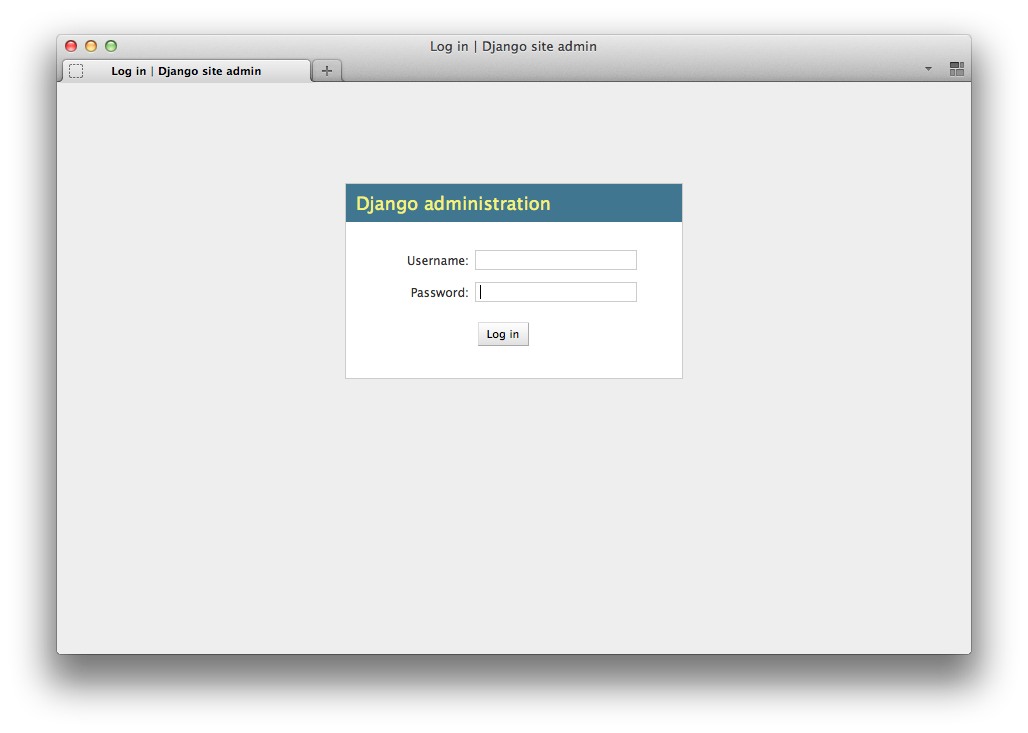 Log in | Django site admin
Log in | Django site admin
Django administration
Username:
Password:
Log in